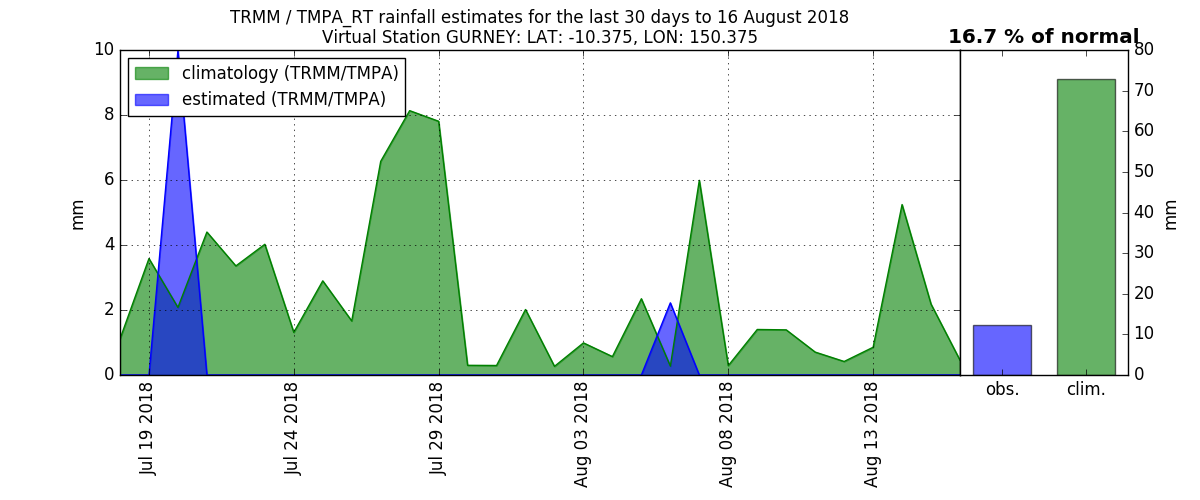 TRMM / TMPA_RT rainfall estimates for the last 30 days to 16 August 2018
Virtual Station GURNEY: LAT: -10.375, LON: 150.375
16.7 % of normal
climatology (TRMM/TMPA)
estimated (TRMM/TMPA)
10
8
6
4
2
0
mm
Jul 19 2018
Jul 24 2018
Jul 29 2018
Aug 03 2018
Aug 08 2018
Aug 13 2018
obs.
clim.
80
70
60
50
40
30
20
10
0
mm